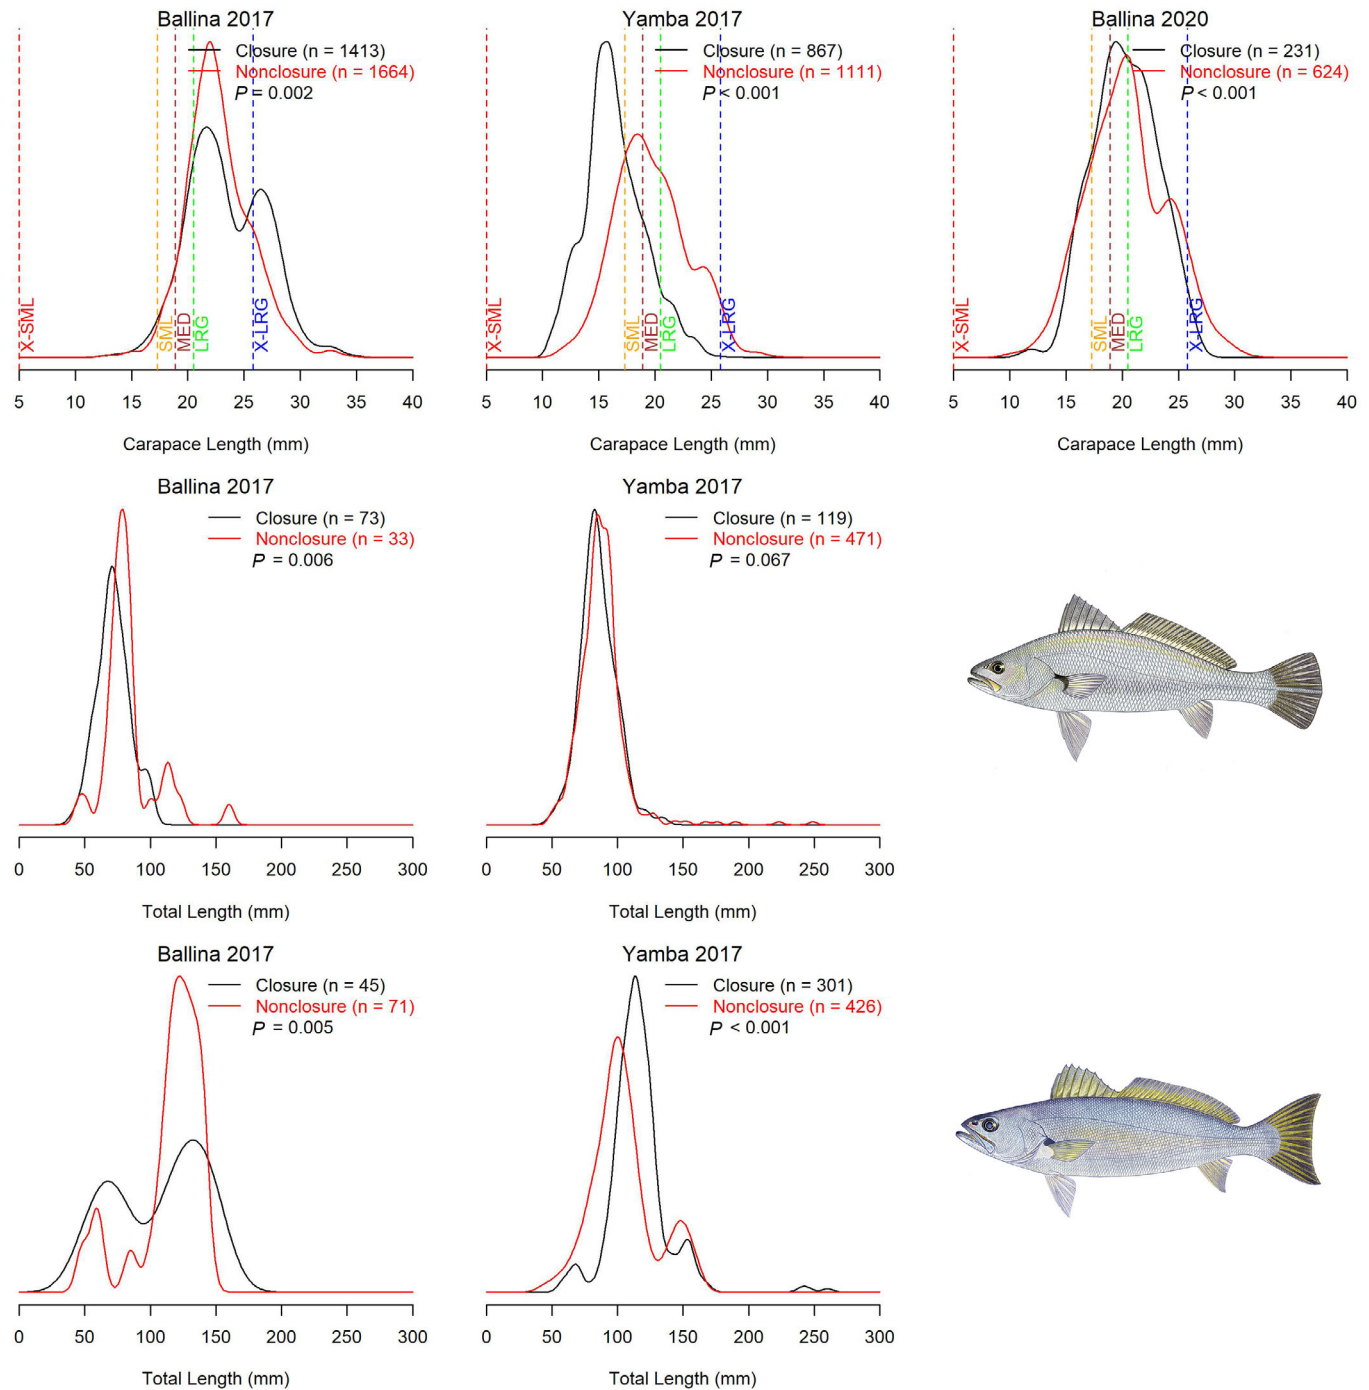 Ballina 2017
Closure (n = 1413)
Nonclosure (n = 1664)
P = 0.002
X-SML
SML
MED
LRG
X-LRG
5 10 15 20 25 30 35 40
Carapace Length (mm)
Yamba 2017
Closure (n = 867)
Nonclosure (n = 1111)
P < 0.001
X-SML
SML
MED
LRG
X-LRG
5 10 15 20 25 30 35 40
Carapace Length (mm)
Ballina 2020
Closure (n = 231)
Nonclosure (n = 624)
P < 0.001
X-SML
SML
MED
LRG
X-LRG
5 10 15 20 25 30 35 40
Carapace Length (mm)
Ballina 2017
Closure (n = 73)
Nonclosure (n = 33)
P = 0.006
0 50 100 150 200 250 300
Total Length (mm)
Yamba 2017
Closure (n = 119)
Nonclosure (n = 471)
P = 0.067
0 50 100 150 200 250 300
Total Length (mm)
Ballina 2017
Closure (n = 45)
Nonclosure (n = 71)
P = 0.005
0 50 100 150 200 250 300
Total Length (mm)
Yamba 2017
Closure (n = 301)
Nonclosure (n = 426)
P < 0.001
0 50 100 150 200 250 300
Total Length (mm)